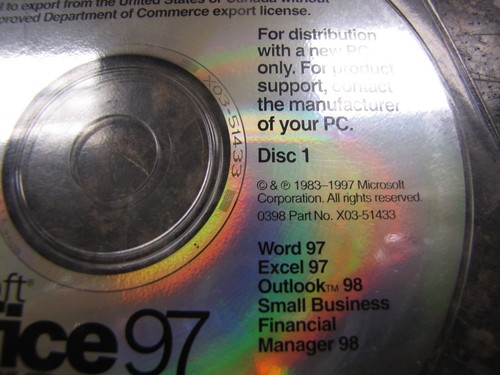 to export from the United States or Canada without
proved Department of Commerce export license.
For distribution
with a new PC
only. For product
support, contact
the manufacturer
of your PC.
X03-51433
Disc 1
© & ℗ 1983–1997 Microsoft
Corporation. All rights reserved.
0398 Part No. X03-51433
Word 97
Excel 97
Outlook™ 98
Small Business
Financial
Manager 98
ft®
ice 97